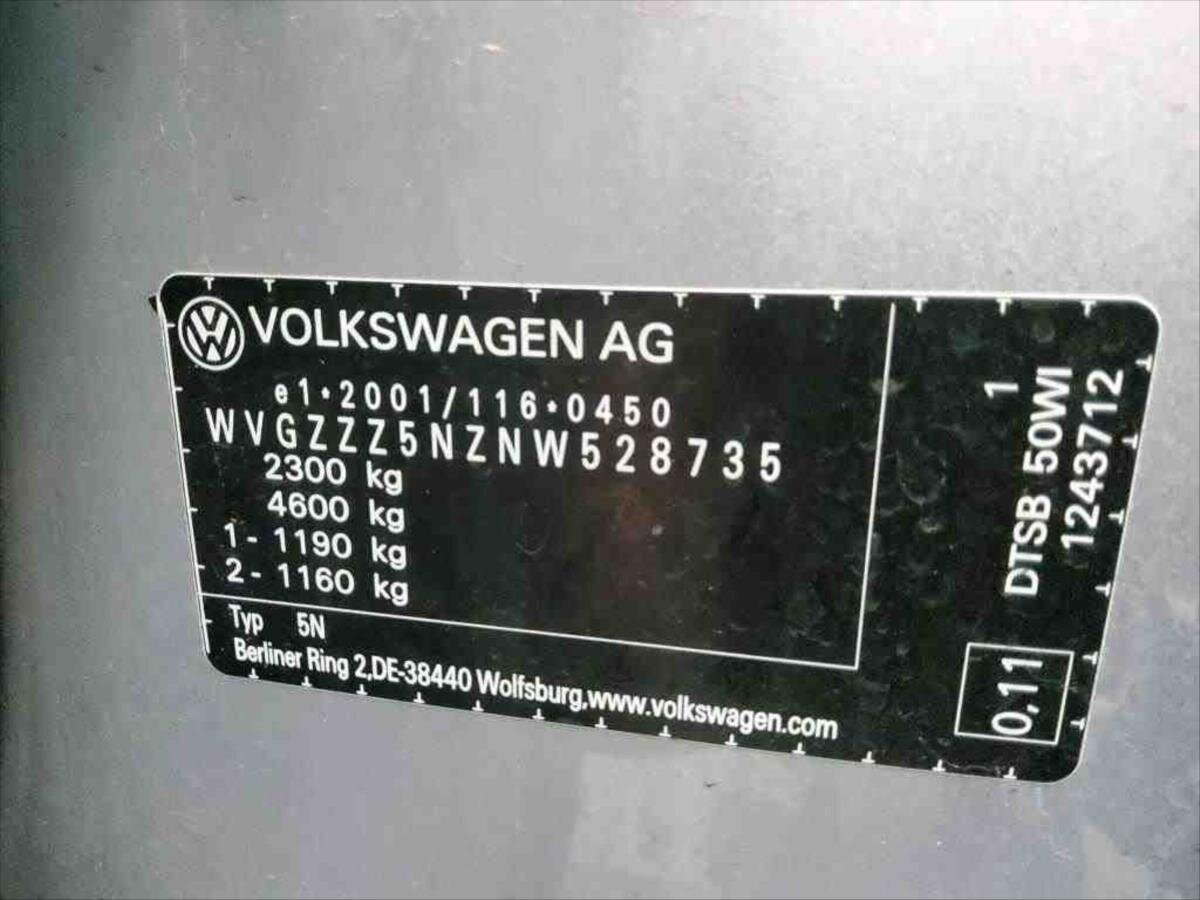 VOLKSWAGEN AG
e1*2001/116*0450
WVGZZZ5NZNW528735
2300 kg
4600 kg
1- 1190 kg
2- 1160 kg
Typ 5N
Berliner Ring 2,DE-38440 Wolfsburg,www.volkswagen.com
1
DTSB 50WI
1243712
0,11